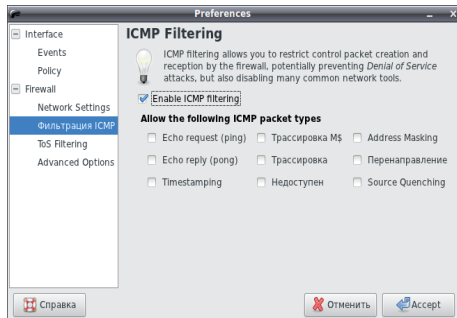 Preferences
Interface
Events
Policy
Firewall
Network Settings
Фильтрация ICMP
ToS Filtering
Advanced Options
ICMP Filtering
ICMP filtering allows you to restrict control packet creation and
reception by the firewall, potentially preventing Denial of Service
attacks, but also disabling many common network tools.
Enable ICMP filtering
Allow the following ICMP packet types
Echo request (ping) Трассировка M$ Address Masking
Echo reply (pong) Трассировка Перенаправление
Timestamping Недоступен Source Quenching
Справка Отменить Accept